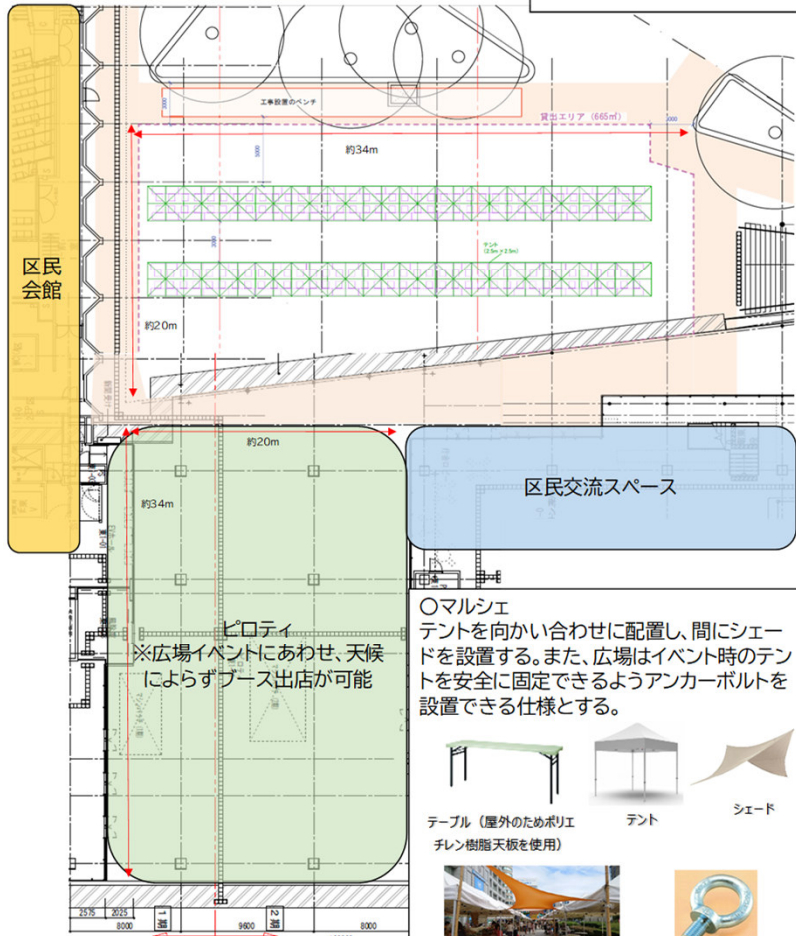 工事設置のベンチ
貸出エリア（665㎡）
約34m
テント
(2.5m×2.5m)
区民
会館
約20m
約20m
約34m
区民交流スペース
ピロティ
※広場イベントにあわせ、天候
によらずブース出店が可能
○マルシェ
テントを向かい合わせに配置し、間にシェー
ドを設置する。また、広場はイベント時のテン
トを安全に固定できるようアンカーボルトを
設置できる仕様とする。
テーブル（屋外のためポリエ
チレン樹脂天板を使用）
テント
シェード
2575
2025
1期
2期
8000
9600
8000